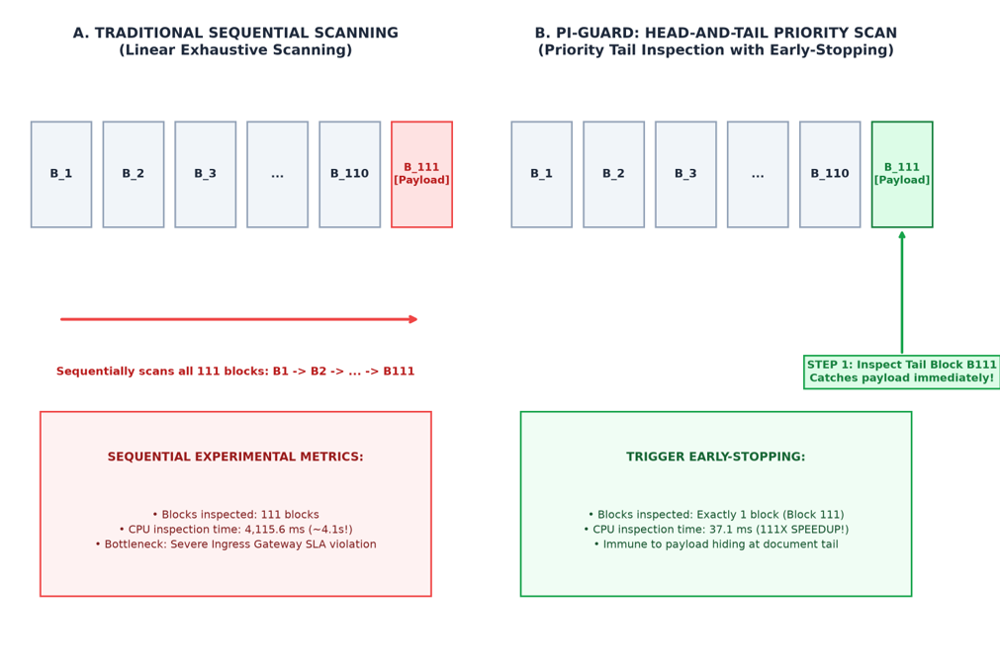 A. TRADITIONAL SEQUENTIAL SCANNING
(Linear Exhaustive Scanning)
B_1
B_2
B_3
...
B_110
B_111
[Payload]
Sequentially scans all 111 blocks: B1 -> B2 -> ... -> B111
SEQUENTIAL EXPERIMENTAL METRICS:
• Blocks inspected: 111 blocks
• CPU inspection time: 4,115.6 ms (~4.1s!)
• Bottleneck: Severe Ingress Gateway SLA violation
B. PI-GUARD: HEAD-AND-TAIL PRIORITY SCAN
(Priority Tail Inspection with Early-Stopping)
B_1
B_2
B_3
...
B_110
B_111
[Payload]
STEP 1: Inspect Tail Block B111
Catches payload immediately!
TRIGGER EARLY-STOPPING:
• Blocks inspected: Exactly 1 block (Block 111)
• CPU inspection time: 37.1 ms (111X SPEEDUP!)
• Immune to payload hiding at document tail